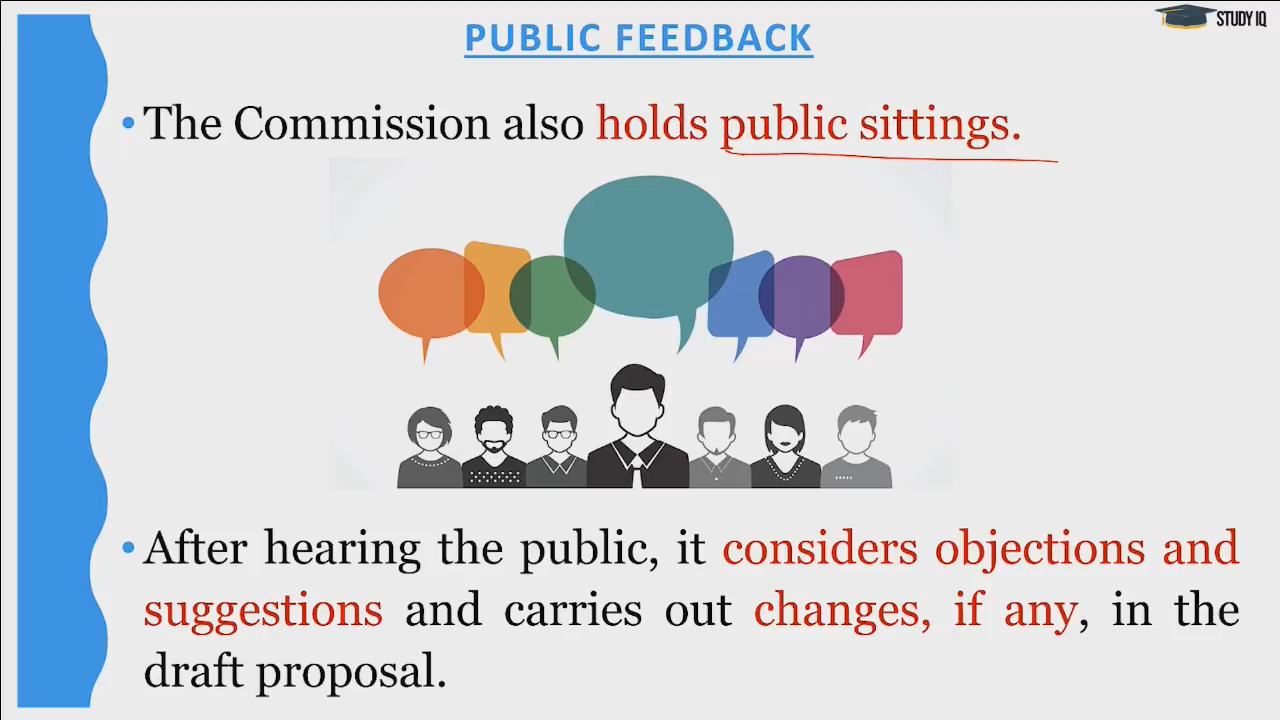 STUDY IQ
PUBLIC FEEDBACK
• The Commission also holds public sittings.
• After hearing the public, it considers objections and
suggestions and carries out changes, if any, in the
draft proposal.